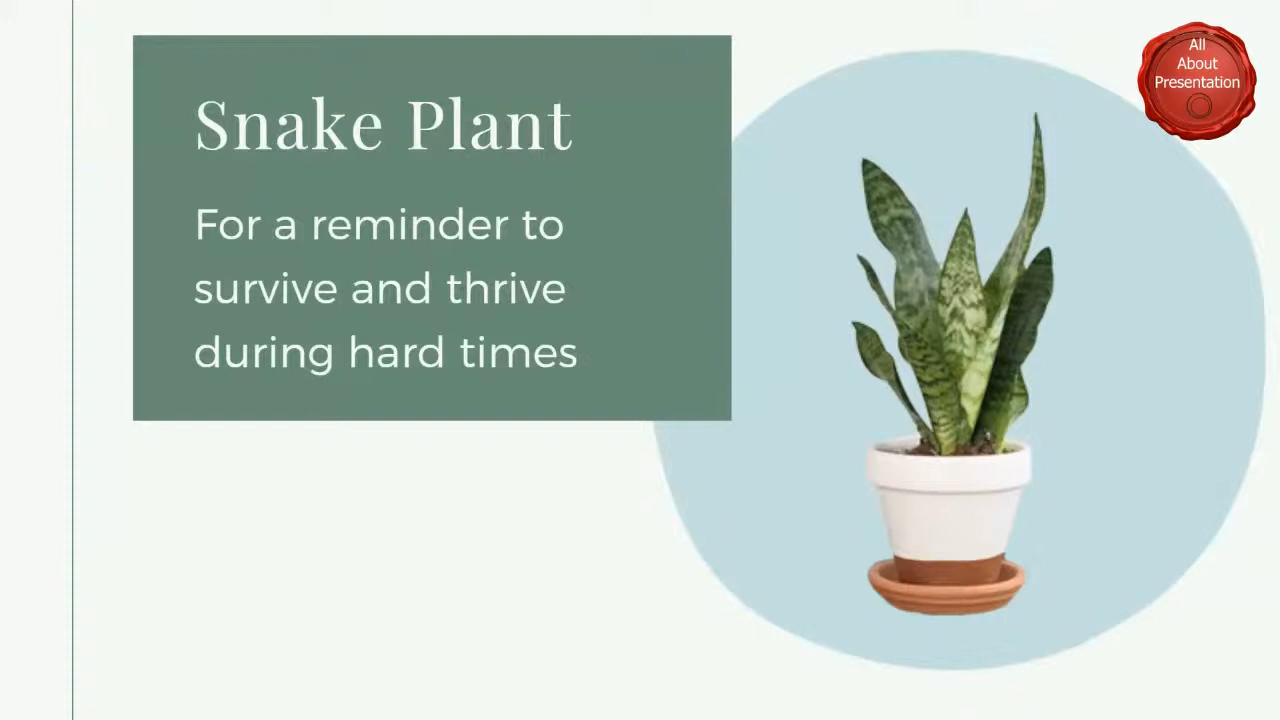 Snake Plant
For a reminder to
survive and thrive
during hard times
All
About
Presentation